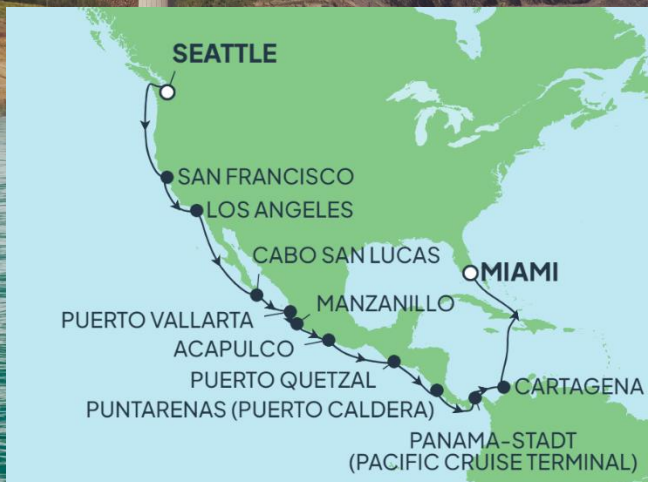 SEATTLE
SAN FRANCISCO
LOS ANGELES
CABO SAN LUCAS
MIAMI
MANZANILLO
PUERTO VALLARTA
ACAPULCO
PUERTO QUETZAL
CARTAGENA
PUNTARENAS (PUERTO CALDERA)
PANAMA-STADT
(PACIFIC CRUISE TERMINAL)